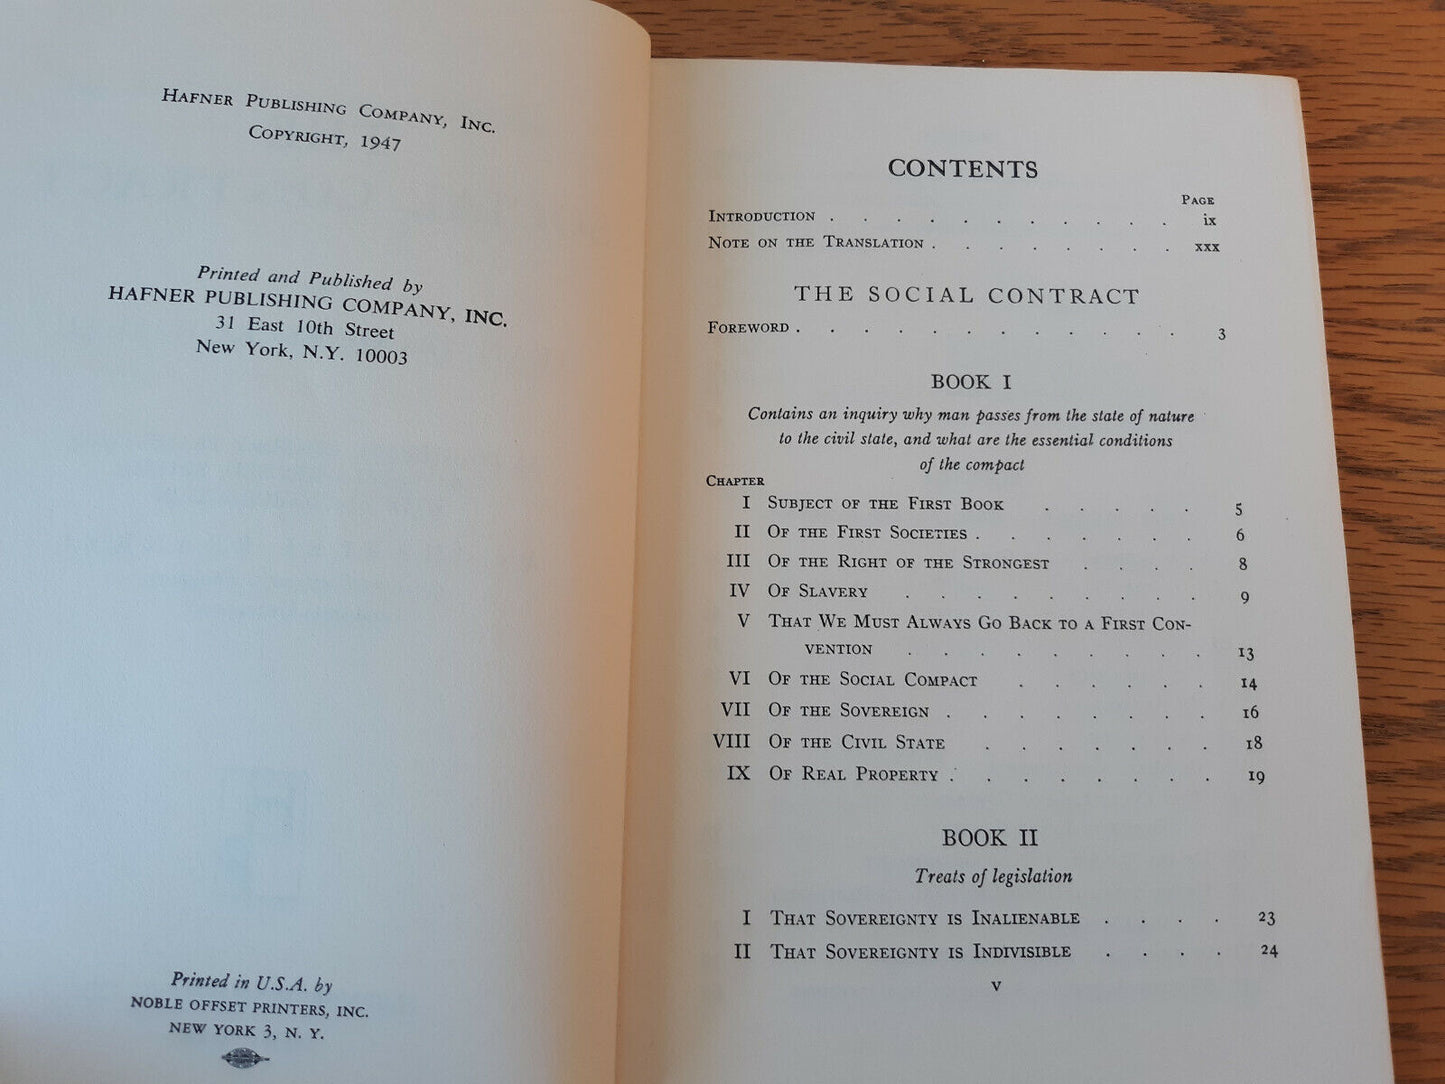 HAFNER PUBLISHING COMPANY, INC.
COPYRIGHT, 1947
Printed and Published by
HAFNER PUBLISHING COMPANY, INC.
31 East 10th Street
New York, N.Y. 10003
Printed in U.S.A. by
NOBLE OFFSET PRINTERS, INC.
NEW YORK 3, N. Y.
CONTENTS
PAGE
INTRODUCTION . . . . . . . . . . ix
NOTE ON THE TRANSLATION . . . . . . . xxx
THE SOCIAL CONTRACT
FOREWORD . . . . . . . . . . . 3
BOOK I
Contains an inquiry why man passes from the state of nature
to the civil state, and what are the essential conditions
of the compact
CHAPTER
I SUBJECT OF THE FIRST BOOK . . . . . 5
II OF THE FIRST SOCIETIES . . . . . . . 6
III OF THE RIGHT OF THE STRONGEST . . . . 8
IV OF SLAVERY . . . . . . . . . 9
V THAT WE MUST ALWAYS GO BACK TO A FIRST CON-
VENTION . . . . . . . . . 13
VI OF THE SOCIAL COMPACT . . . . . . 14
VII OF THE SOVEREIGN . . . . . . . . 16
VIII OF THE CIVIL STATE . . . . . . . 18
IX OF REAL PROPERTY . . . . . . . . 19
BOOK II
Treats of legislation
I THAT SOVEREIGNTY IS INALIENABLE . . . . 23
II THAT SOVEREIGNTY IS INDIVISIBLE . . . . 24
v